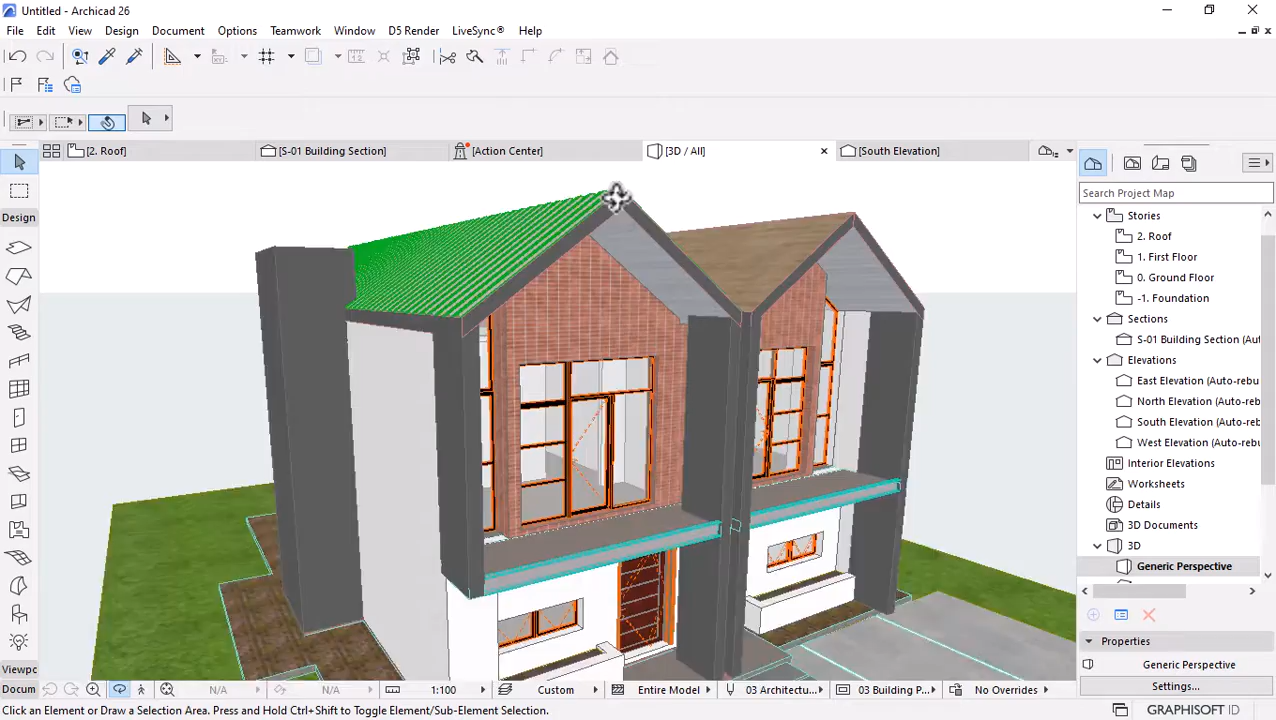 Untitled - Archicad 26
File Edit View Design Document Options Teamwork Window D5 Render LiveSync® Help
[2. Roof]
[S-01 Building Section]
[Action Center]
[3D / All]
[South Elevation]
Search Project Map
Design
Stories
2. Roof
1. First Floor
0. Ground Floor
-1. Foundation
Sections
S-01 Building Section (Aut
Elevations
East Elevation (Auto-reb
North Elevation (Auto-reb
South Elevation (Auto-reb
West Elevation (Auto-rebu
Interior Elevations
Worksheets
Details
3D Documents
3D
Generic Perspective
Properties
Generic Perspective
Settings...
Viewpc
Docum
N/A
N/A
1:100
Custom
Entire Model
03 Architectu...
03 Building P...
No Overrides
Click an Element or Draw a Selection Area. Press and Hold Ctrl+Shift to Toggle Element/Sub-Element Selection.
GRAPHISOFT ID